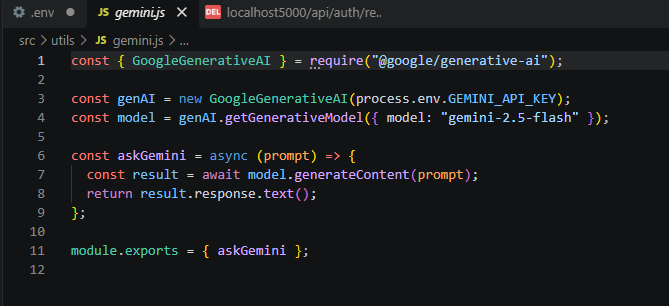 .env JS gemini.js DEL localhost5000/api/auth/re..
src > utils > JS gemini.js > ...
1 const { GoogleGenerativeAI } = require("@google/generative-ai");
2
3 const genAI = new GoogleGenerativeAI(process.env.GEMINI_API_KEY);
4 const model = genAI.getGenerativeModel({ model: "gemini-2.5-flash" });
5
6 const askGemini = async (prompt) => {
7 const result = await model.generateContent(prompt);
8 return result.response.text();
9 };
10
11 module.exports = { askGemini };
12